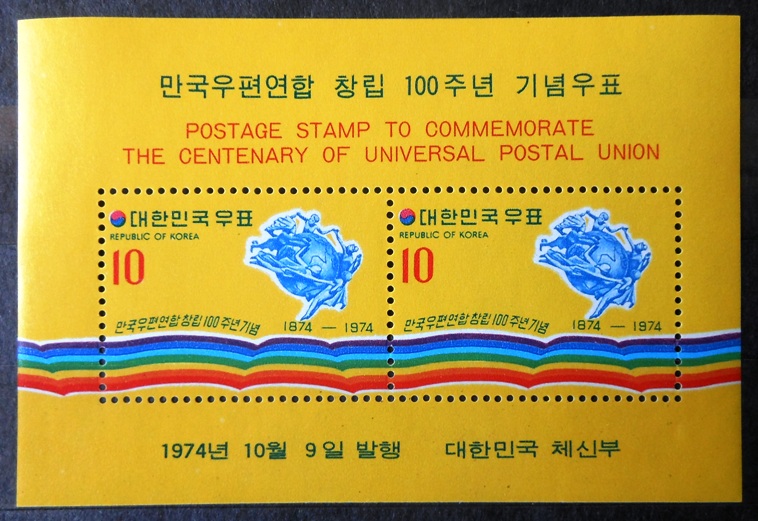 만국우편연합 창립 100주년 기념우표
POSTAGE STAMP TO COMMEMORATE
THE CENTENARY OF UNIVERSAL POSTAL UNION
대한민국우표
REPUBLIC OF KOREA
10
만국우편연합창립100주년기념
1874 — 1974
대한민국우표
REPUBLIC OF KOREA
10
만국우편연합창립100주년기념
1874 — 1974
1974년 10월 9일 발행 대한민국 체신부